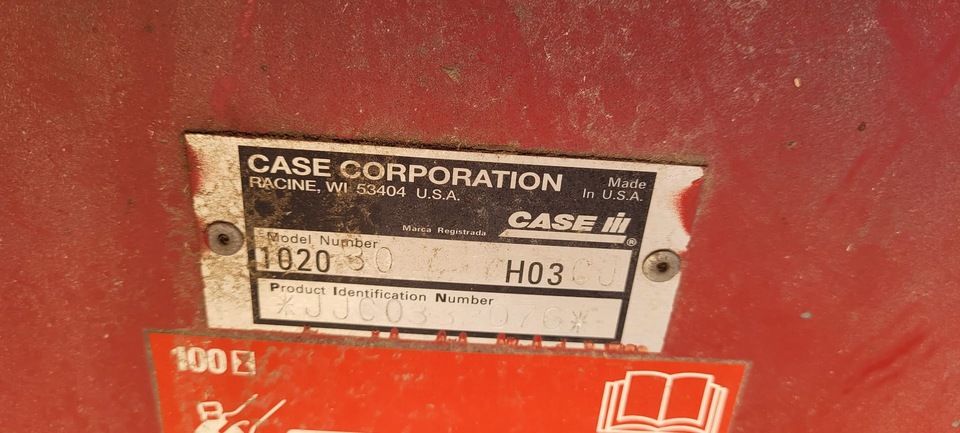 CASE CORPORATION
RACINE, WI 53404 U.S.A.
Made
In U.S.A.
CASE IH
®
Marca Registrada
Model Number
1020 30 H03
Product Identification Number
100